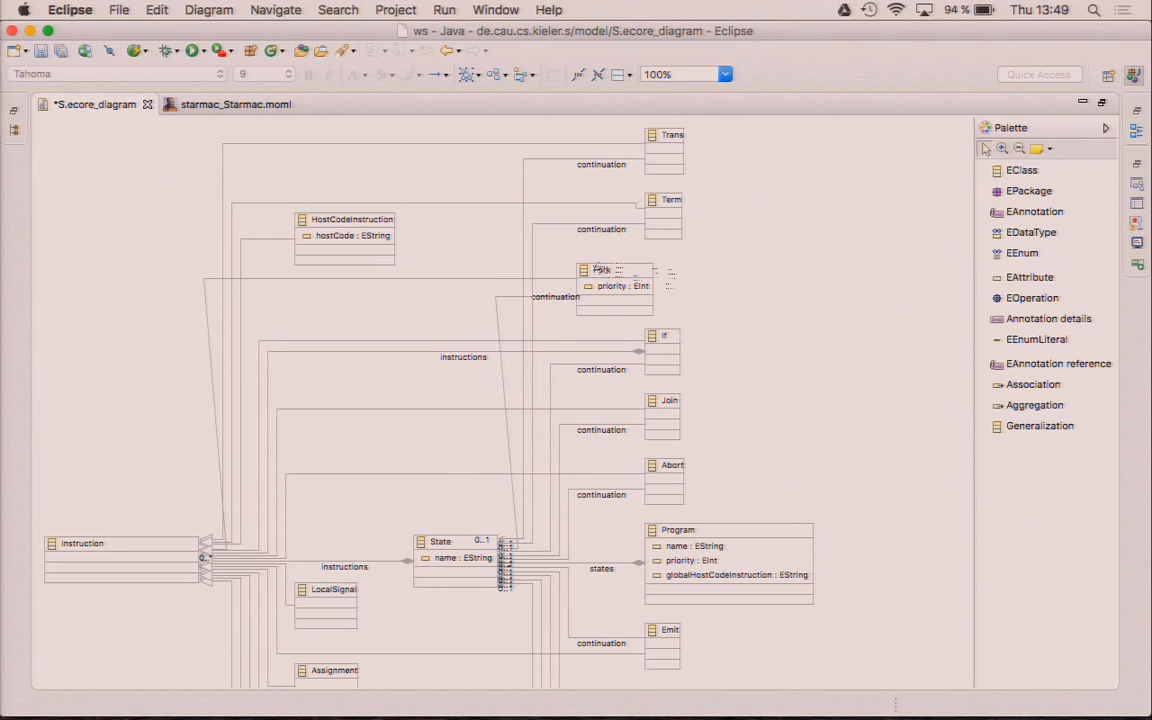 Eclipse File Edit Diagram Navigate Search Project Run Window Help 94 % Thu 13:49
ws - Java - de.cau.cs.kieler.s/model/S.ecore_diagram - Eclipse
Tahoma 9 100% Quick Access
*S.ecore_diagram starmac_Starmac.moml
Palette
Trans
continuation
EClass
EPackage
Term
HostCodeInstruction
EAnnotation
hostCode : EString
continuation
EDataType
EEnum
priority : EInt
EAttribute
continuation
EOperation
Annotation details
If
EEnumLiteral
instructions
continuation
EAnnotation reference
Association
Join
Aggregation
continuation
Generalization
Abort
continuation
Program
Instruction
State 0..1
name : EString
name : EString
priority : EInt
instructions
states
globalHostCodeInstruction : EString
LocalSignal
Emit
continuation
Assignment